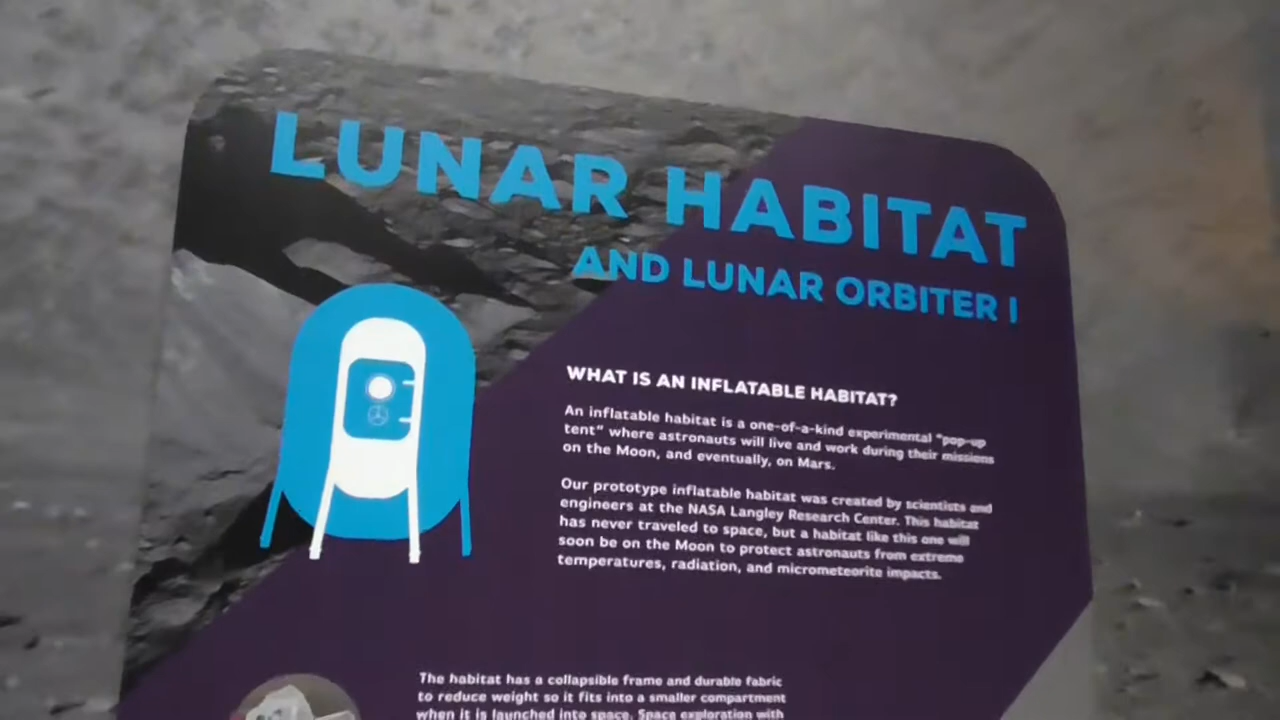 LUNAR HABITAT
AND LUNAR ORBITER I
WHAT IS AN INFLATABLE HABITAT?
An inflatable habitat is a one-of-a-kind experimental "pop-up
tent" where astronauts will live and work during their missions
on the Moon, and eventually, on Mars.
Our prototype inflatable habitat was created by scientists and
engineers at the NASA Langley Research Center. This habitat
has never traveled to space, but a habitat like this one will
soon be on the Moon to protect astronauts from extreme
temperatures, radiation, and micrometeorite impacts.
The habitat has a collapsible frame and durable fabric
to reduce weight so it fits into a smaller compartment
when it is launched into space. Space exploration with